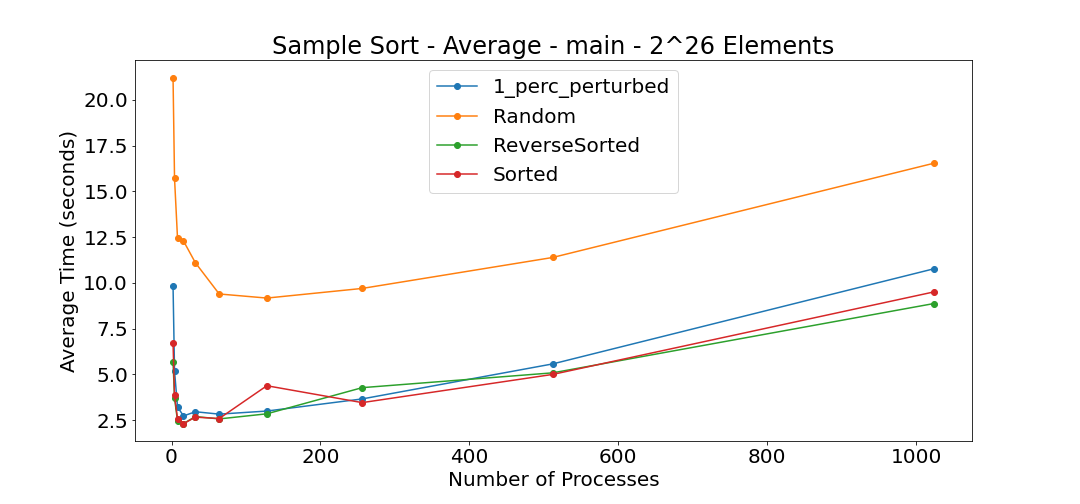 Sample Sort - Average - main - 2^26 Elements
1_perc_perturbed
Random
ReverseSorted
Sorted
Average Time (seconds)
20.0
17.5
15.0
12.5
10.0
7.5
5.0
2.5
0 200 400 600 800 1000
Number of Processes